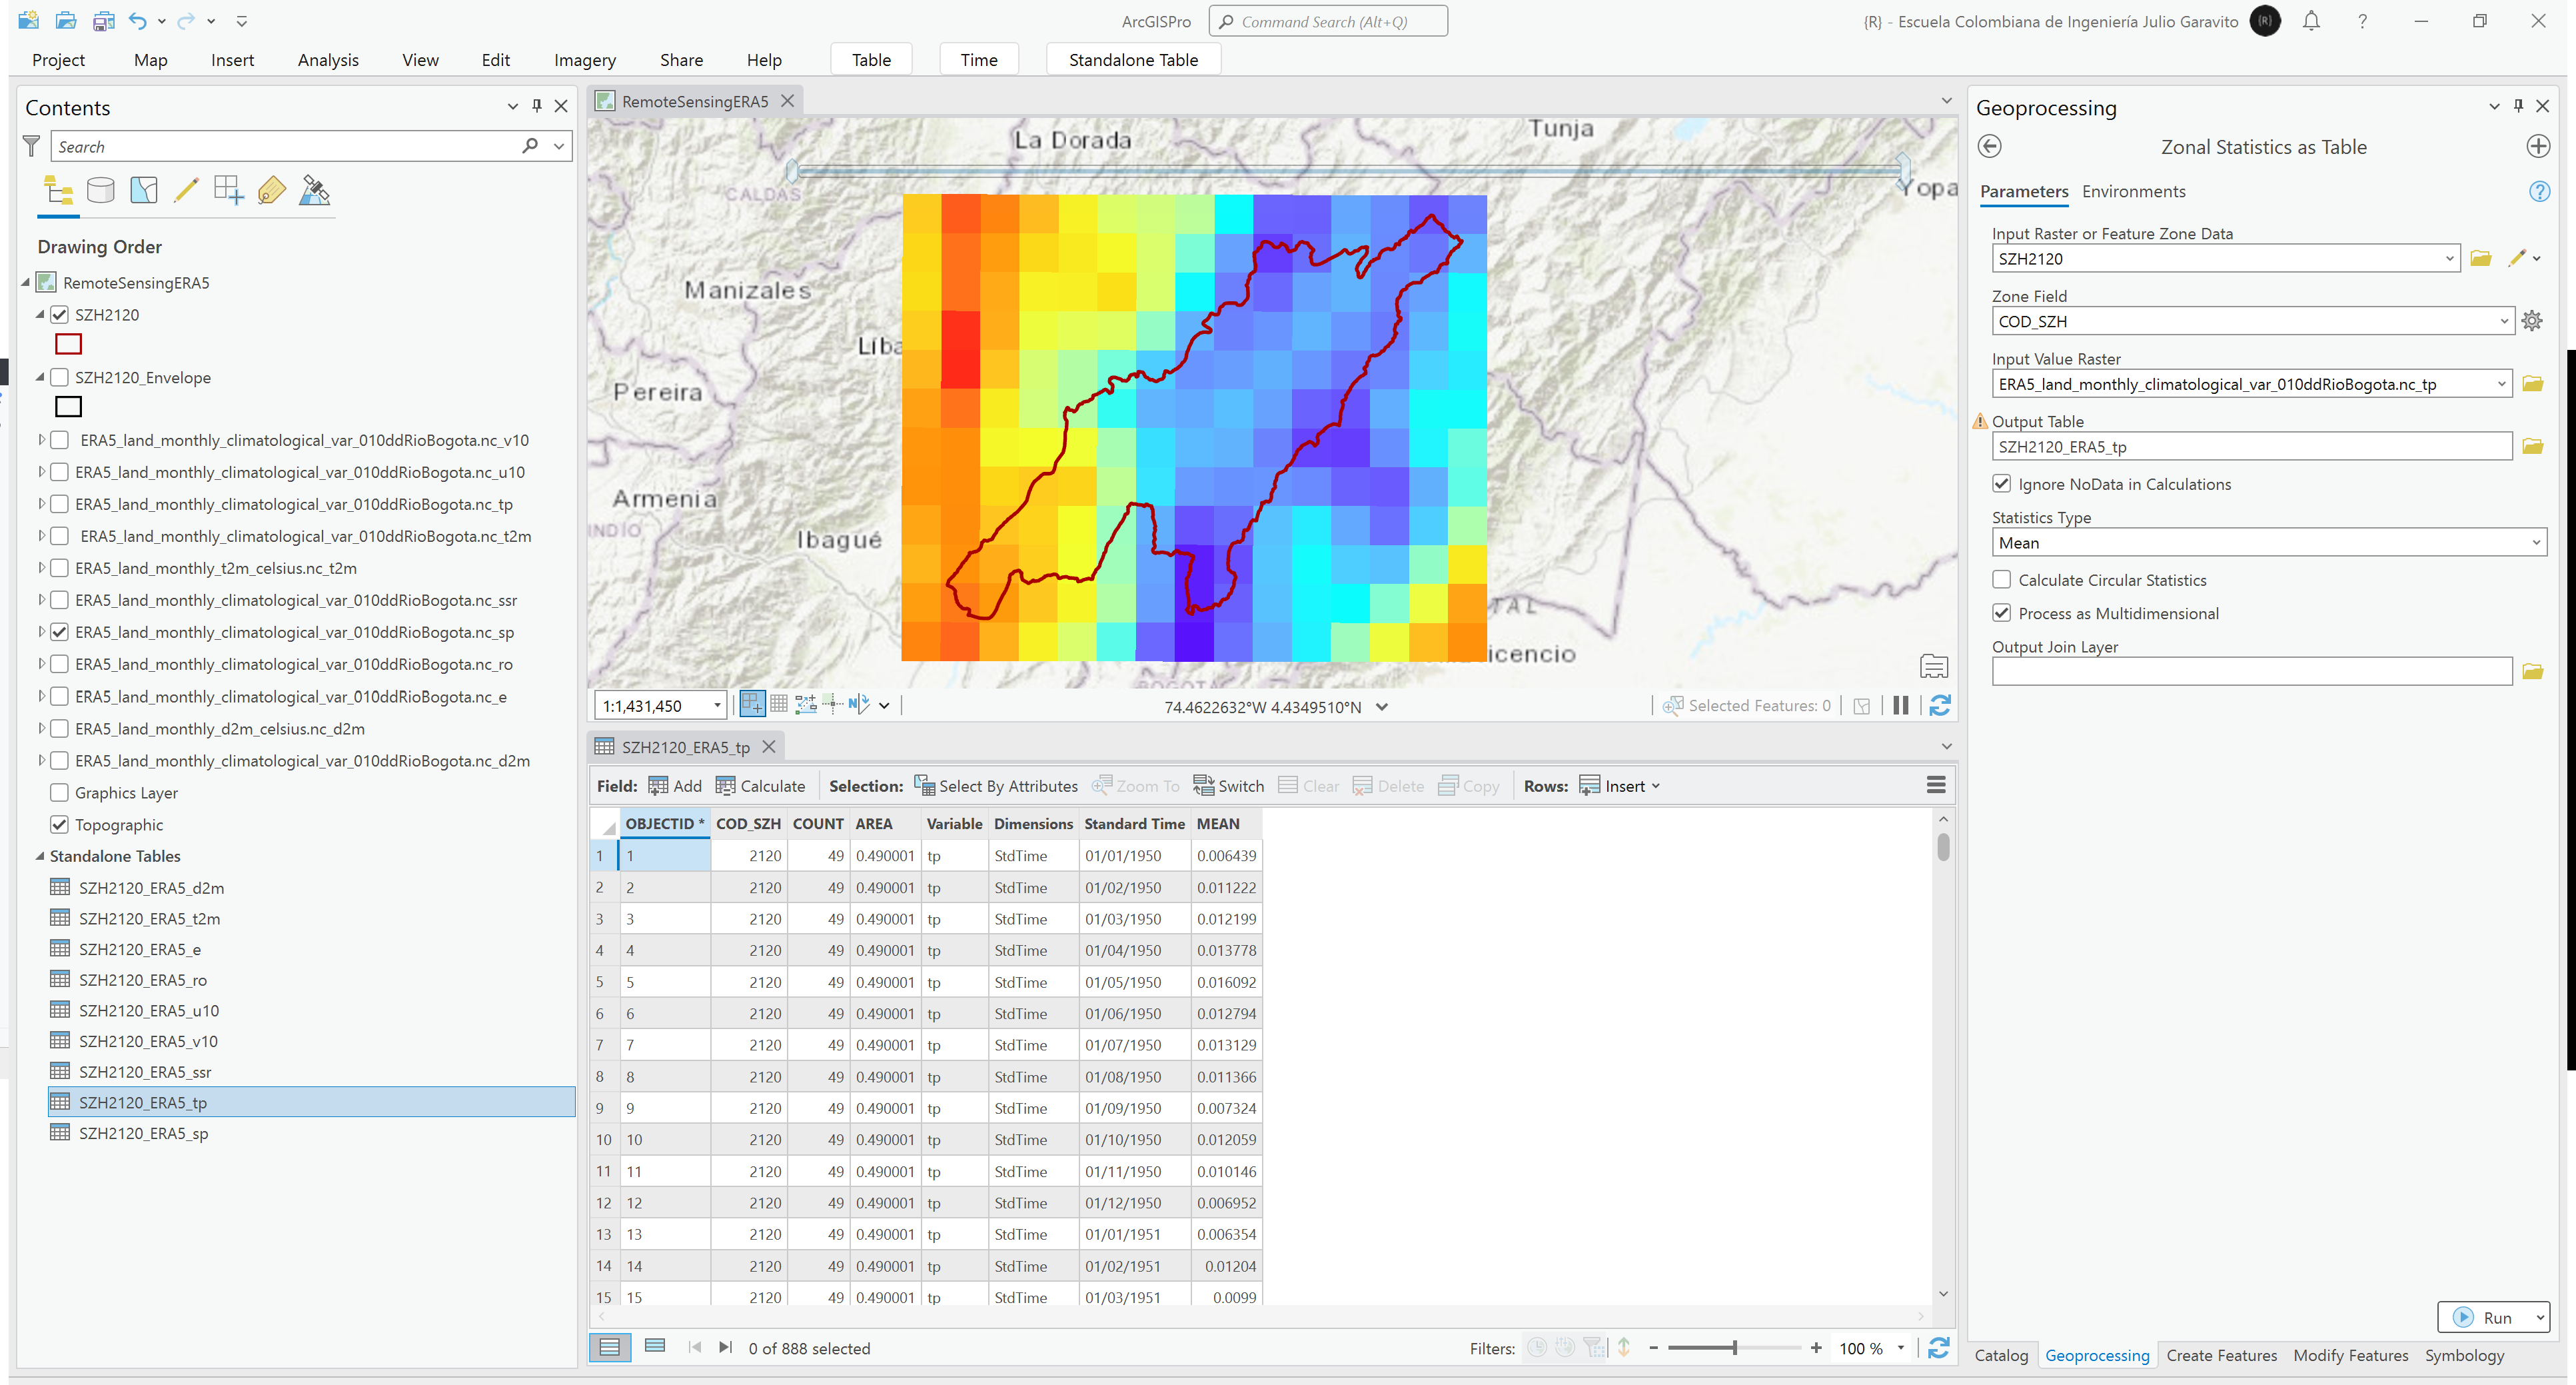 ArcGISPro
Command Search (Alt+Q)
{R} - Escuela Colombiana de Ingeniería Julio Garavito
{R}
Project Map Insert Analysis View Edit Imagery Share Help Table Time Standalone Table
Contents
Search
Drawing Order
RemoteSensingERA5
SZH2120
SZH2120_Envelope
ERA5_land_monthly_climatological_var_010ddRioBogota.nc_v10
ERA5_land_monthly_climatological_var_010ddRioBogota.nc_u10
ERA5_land_monthly_climatological_var_010ddRioBogota.nc_tp
ERA5_land_monthly_climatological_var_010ddRioBogota.nc_t2m
ERA5_land_monthly_t2m_celsius.nc_t2m
ERA5_land_monthly_climatological_var_010ddRioBogota.nc_ssr
ERA5_land_monthly_climatological_var_010ddRioBogota.nc_sp
ERA5_land_monthly_climatological_var_010ddRioBogota.nc_ro
ERA5_land_monthly_climatological_var_010ddRioBogota.nc_e
ERA5_land_monthly_d2m_celsius.nc_d2m
ERA5_land_monthly_climatological_var_010ddRioBogota.nc_d2m
Graphics Layer
Topographic
Standalone Tables
SZH2120_ERA5_d2m
SZH2120_ERA5_t2m
SZH2120_ERA5_e
SZH2120_ERA5_ro
SZH2120_ERA5_u10
SZH2120_ERA5_v10
SZH2120_ERA5_ssr
SZH2120_ERA5_tp
SZH2120_ERA5_sp
RemoteSensingERA5
La Dorada
Tunja
CALDAS
Yopa
Manizales
Líba
Pereira
Armenia
INDÍO
Ibagué
TAL
icencio
1:1,431,450
74.4622632°W 4.4349510°N
Selected Features: 0
SZH2120_ERA5_tp
Field: Add Calculate Selection: Select By Attributes Zoom To Switch Clear Delete Copy Rows: Insert
OBJECTID * COD_SZH COUNT AREA Variable Dimensions Standard Time MEAN
1 1 2120 49 0.490001 tp StdTime 01/01/1950 0.006439
2 2 2120 49 0.490001 tp StdTime 01/02/1950 0.011222
3 3 2120 49 0.490001 tp StdTime 01/03/1950 0.012199
4 4 2120 49 0.490001 tp StdTime 01/04/1950 0.013778
5 5 2120 49 0.490001 tp StdTime 01/05/1950 0.016092
6 6 2120 49 0.490001 tp StdTime 01/06/1950 0.012794
7 7 2120 49 0.490001 tp StdTime 01/07/1950 0.013129
8 8 2120 49 0.490001 tp StdTime 01/08/1950 0.011366
9 9 2120 49 0.490001 tp StdTime 01/09/1950 0.007324
10 10 2120 49 0.490001 tp StdTime 01/10/1950 0.012059
11 11 2120 49 0.490001 tp StdTime 01/11/1950 0.010146
12 12 2120 49 0.490001 tp StdTime 01/12/1950 0.006952
13 13 2120 49 0.490001 tp StdTime 01/01/1951 0.006354
14 14 2120 49 0.490001 tp StdTime 01/02/1951 0.01204
15 15 2120 49 0.490001 tp StdTime 01/03/1951 0.0099
0 of 888 selected
Filters:
100 %
Geoprocessing
Zonal Statistics as Table
Parameters Environments
Input Raster or Feature Zone Data
SZH2120
Zone Field
COD_SZH
Input Value Raster
ERA5_land_monthly_climatological_var_010ddRioBogota.nc_tp
Output Table
SZH2120_ERA5_tp
Ignore NoData in Calculations
Statistics Type
Mean
Calculate Circular Statistics
Process as Multidimensional
Output Join Layer
Run
Catalog Geoprocessing Create Features Modify Features Symbology